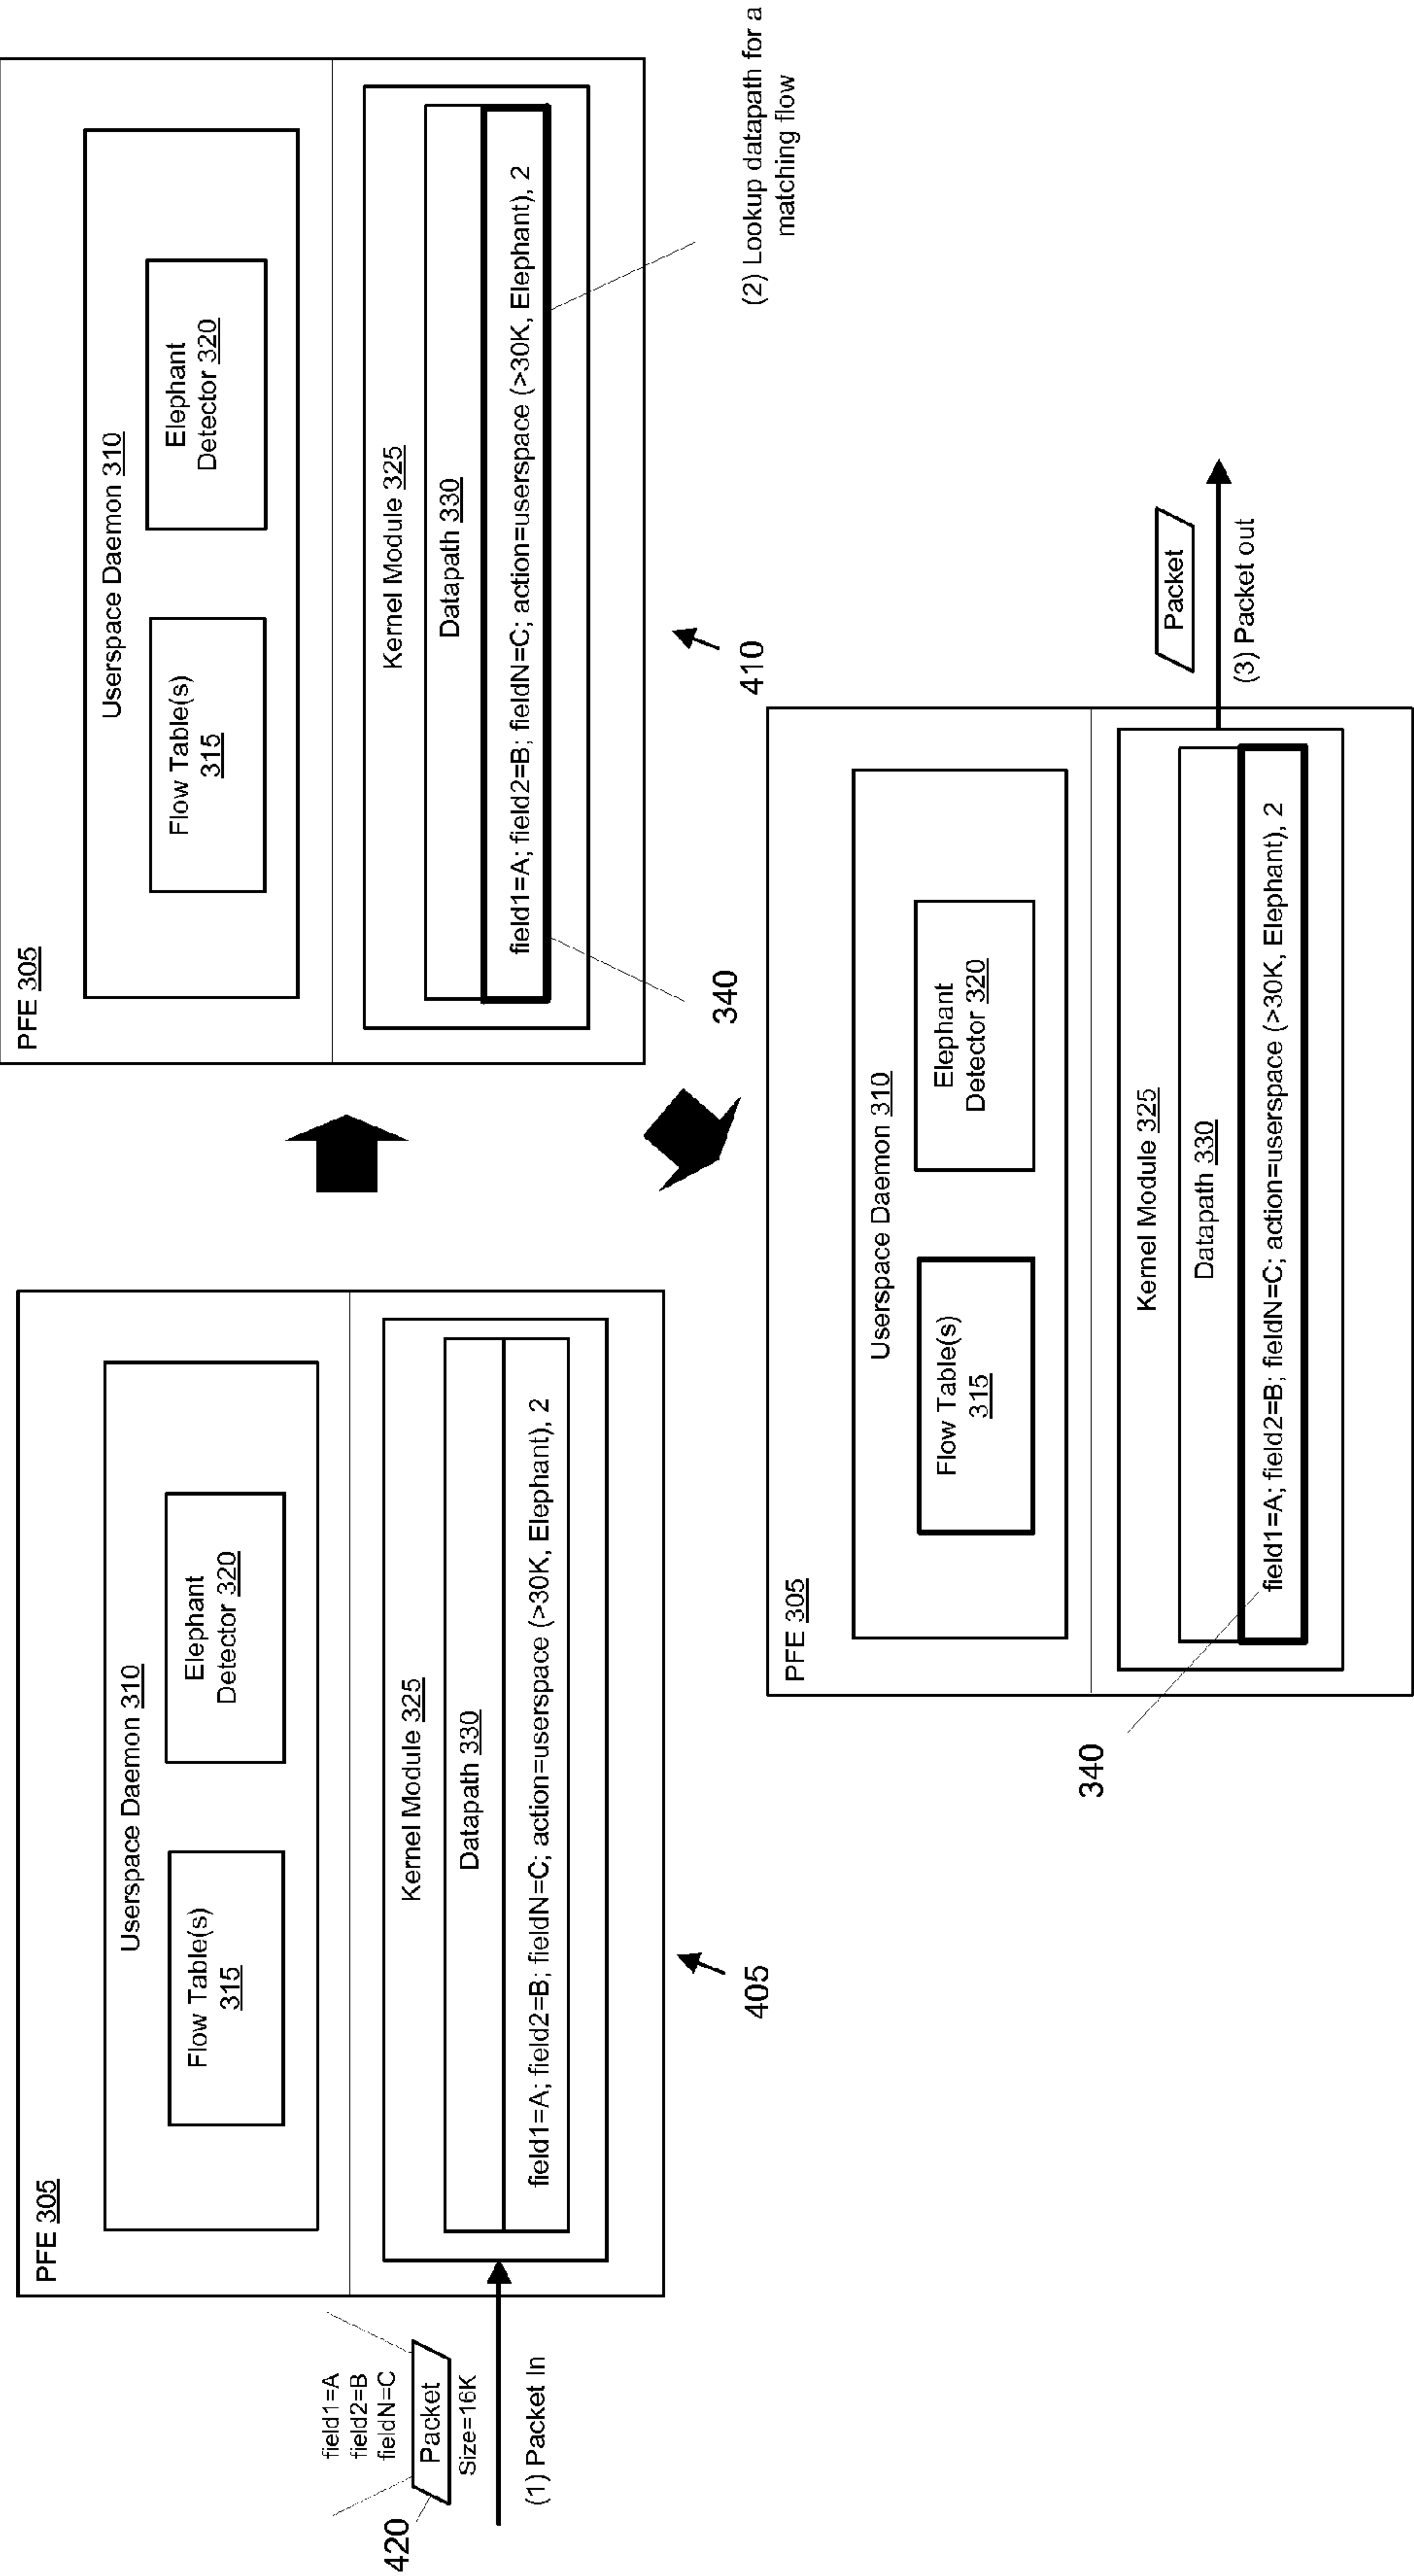 PFE 305
Userspace Daemon 310
Flow Table(s)
315
Elephant
Detector 320
Kernel Module 325
Datapath 330
field1=A; field2=B; fieldN=C; action=userspace (>30K, Elephant), 2
field1=A
field2=B
fieldN=C
Packet
Size=16K
420
(1) Packet In
405
PFE 305
Userspace Daemon 310
Flow Table(s)
315
Elephant
Detector 320
Kernel Module 325
Datapath 330
field1=A; field2=B; fieldN=C; action=userspace (>30K, Elephant), 2
340
410
(2) Lookup datapath for a
matching flow
PFE 305
Userspace Daemon 310
Flow Table(s)
315
Elephant
Detector 320
Kernel Module 325
Datapath 330
field1=A; field2=B; fieldN=C; action=userspace (>30K, Elephant), 2
340
Packet
(3) Packet out